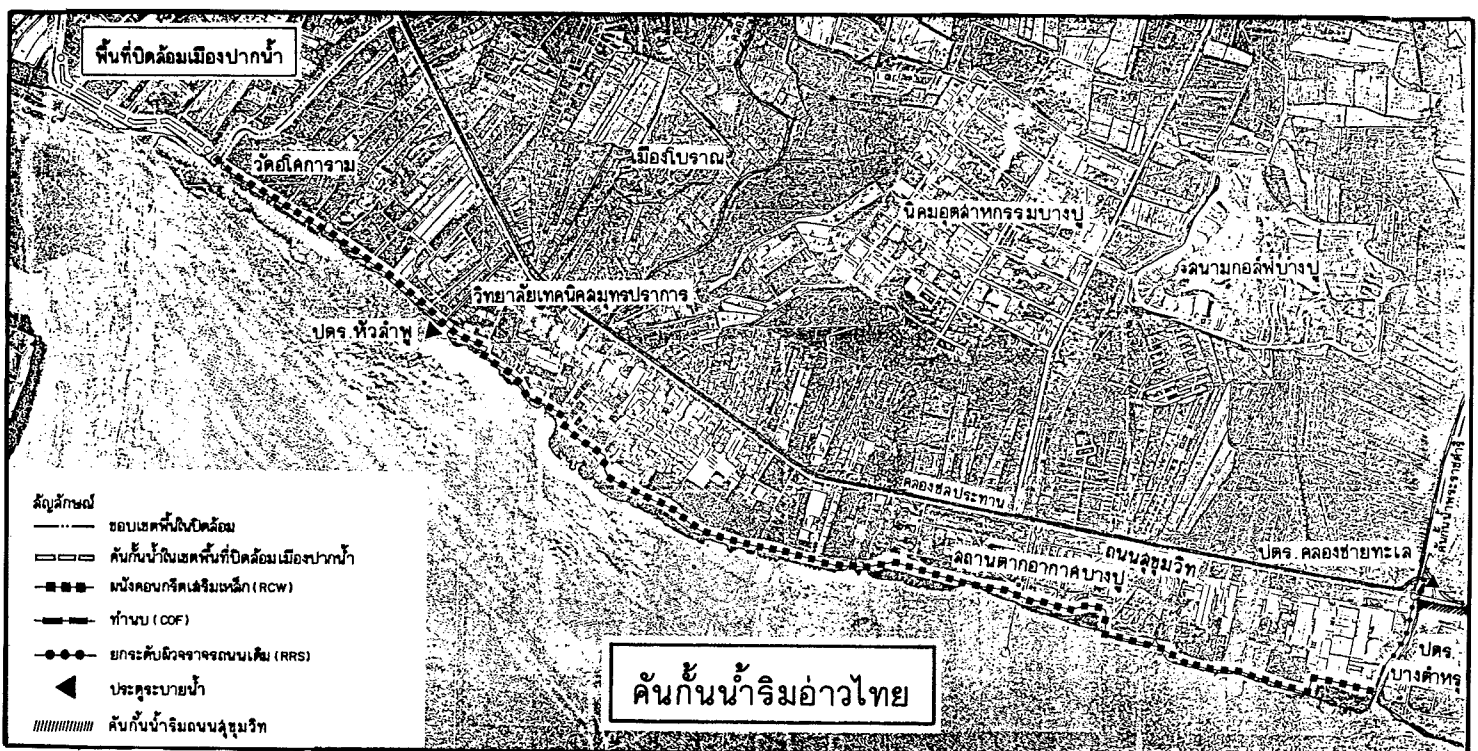 พื้นที่ปิดล้อมเมืองปากน้ำ
วัดอโศการาม
เมืองโบราณ
นิคมอุตสาหกรรมบางปู
สนามกอล์ฟบางปู
วิทยาลัยเทคนิคสมุทรปราการ
ปตร.หัวลำพู
คลองชลประทาน
ถนนสุขุมวิท
ปตร.คลองชายทะเล
คันกั้นน้ำพระราชดำริ
สถานตากอากาศบางปู
ปตร.
บางตำหรุ
คันกั้นน้ำริมอ่าวไทย
สัญลักษณ์
ขอบเขตพื้นที่ปิดล้อม
คันกั้นน้ำในเขตพื้นที่ปิดล้อมเมืองปากน้ำ
ผนังคอนกรีตเสริมเหล็ก (RCW)
ทำนบ (COF)
ยกระดับผิวจราจรถนนเดิม (RRS)
ประตูระบายน้ำ
คันกั้นน้ำริมถนนสุขุมวิท